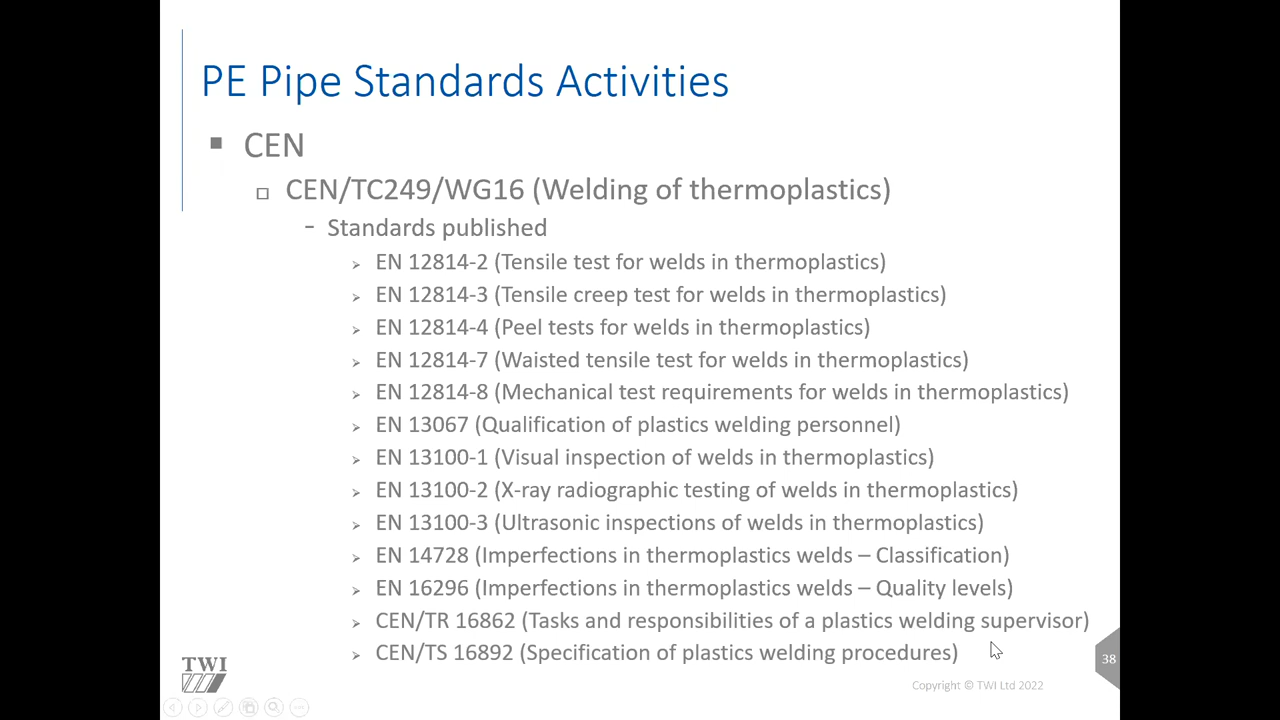 PE Pipe Standards Activities
CEN
CEN/TC249/WG16 (Welding of thermoplastics)
- Standards published
EN 12814-2 (Tensile test for welds in thermoplastics)
EN 12814-3 (Tensile creep test for welds in thermoplastics)
EN 12814-4 (Peel tests for welds in thermoplastics)
EN 12814-7 (Waisted tensile test for welds in thermoplastics)
EN 12814-8 (Mechanical test requirements for welds in thermoplastics)
EN 13067 (Qualification of plastics welding personnel)
EN 13100-1 (Visual inspection of welds in thermoplastics)
EN 13100-2 (X-ray radiographic testing of welds in thermoplastics)
EN 13100-3 (Ultrasonic inspections of welds in thermoplastics)
EN 14728 (Imperfections in thermoplastics welds – Classification)
EN 16296 (Imperfections in thermoplastics welds – Quality levels)
CEN/TR 16862 (Tasks and responsibilities of a plastics welding supervisor)
CEN/TS 16892 (Specification of plastics welding procedures)
TWI
38
Copyright © TWI Ltd 2022